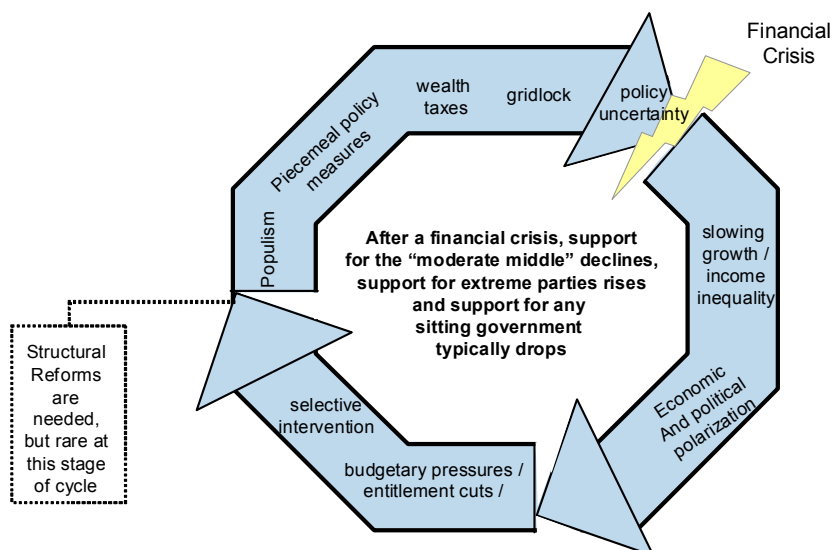 Financial
Crisis
policy
uncertainty
slowing
growth /
income
inequality
Economic
And political
polarization
budgetary pressures /
entitlement cuts /
selective
intervention
Structural
Reforms
are
needed,
but rare at
this stage
of cycle
Populism
Piecemeal policy
measures
wealth
taxes
gridlock
After a financial crisis, support
for the “moderate middle” declines,
support for extreme parties rises
and support for any
sitting government
typically drops